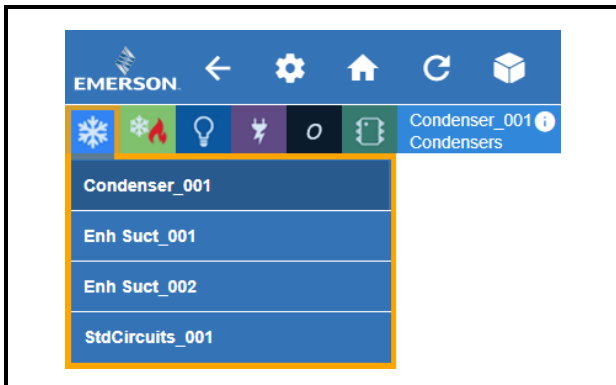 EMERSON.
O
Condenser_001
Condensers
Condenser_001
Enh Suct_001
Enh Suct_002
StdCircuits_001